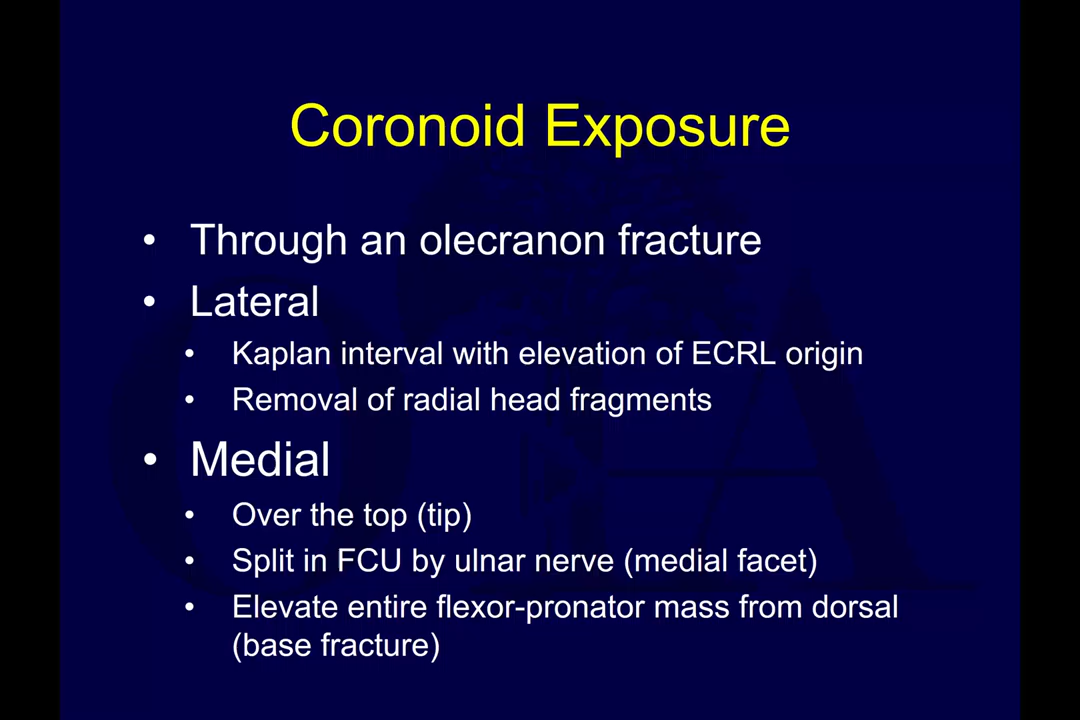 Coronoid Exposure
• Through an olecranon fracture
• Lateral
• Kaplan interval with elevation of ECRL origin
• Removal of radial head fragments
• Medial
• Over the top (tip)
• Split in FCU by ulnar nerve (medial facet)
• Elevate entire flexor-pronator mass from dorsal
(base fracture)
OTA